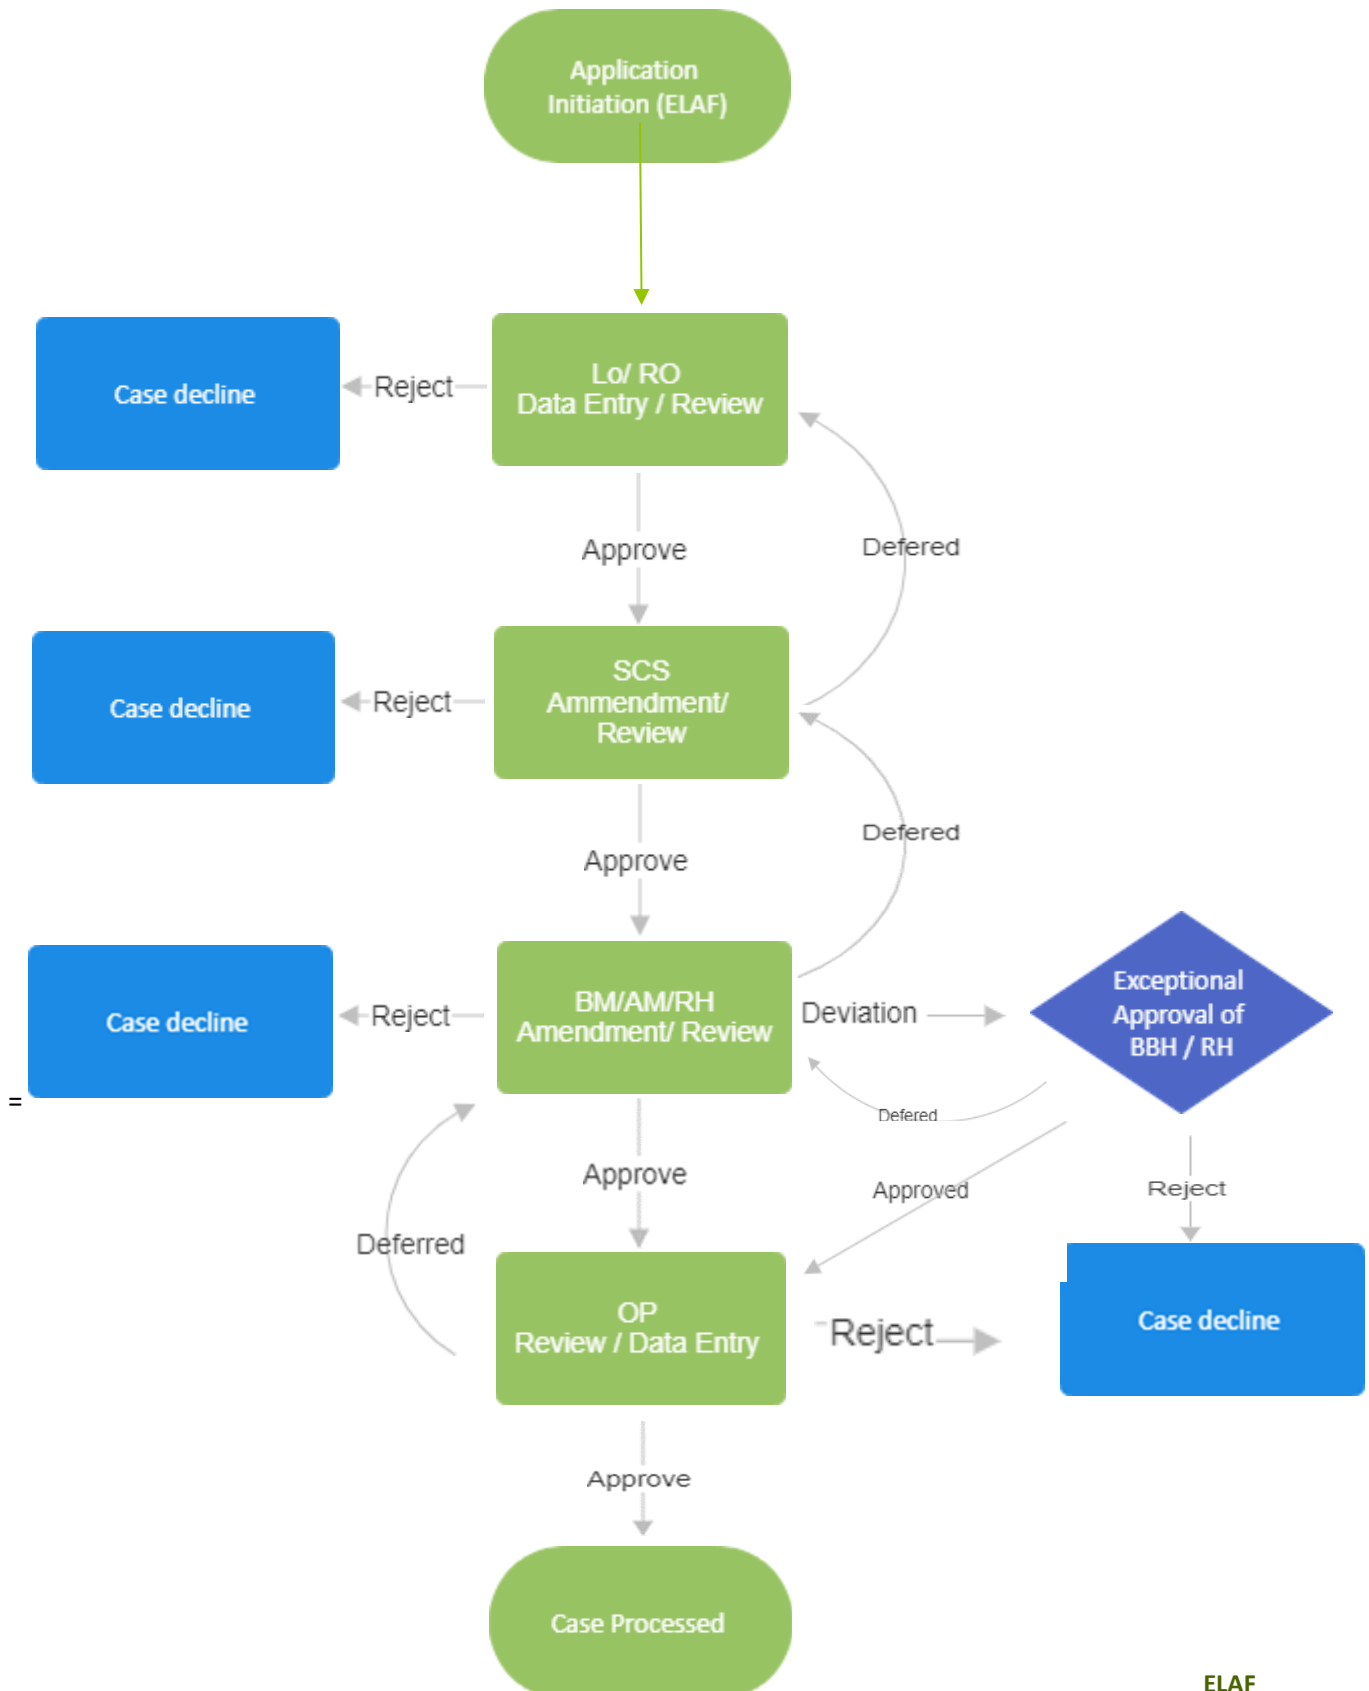 Application
Initiation (ELAF)
Case decline
Reject
Lo/ RO
Data Entry / Review
Approve
Defered
Case decline
Reject
SCS
Ammendment/
Review
Approve
Defered
Case decline
Reject
BM/AM/RH
Amendment/ Review
Deviation
Exceptional
Approval of
BBH / RH
=
Defered
Approve
Approved
Reject
Deferred
OP
Review / Data Entry
Reject
Case decline
Approve
Case Processed
ELAF